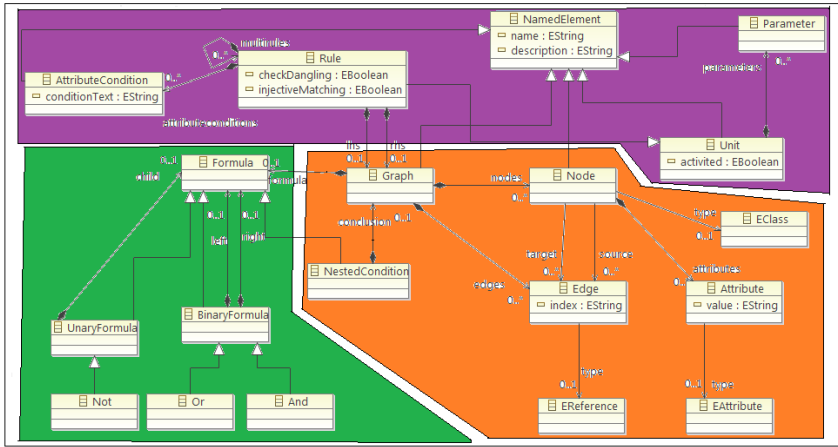 NamedElement
name : EString
description : EString
Parameter
multirules
0..*
Rule
checkDangling : EBoolean
injectiveMatching : EBoolean
AttributeCondition
conditionText : EString
0..*
attributeconditions
parameters
0..*
Unit
activited : EBoolean
lhs
0..1
rhs
0..1
0..1
child
Formula
0..1
formula
Graph
0..1
conclusion
nodes
0..*
Node
type
0..1
EClass
0..1
left
0..1
right
NestedCondition
target
0..*
source
0..*
edges
0..*
Edge
index : EString
attributes
0..*
Attribute
value : EString
UnaryFormula
BinaryFormula
Not
Or
And
type
0..1
EReference
0..1
type
EAttribute